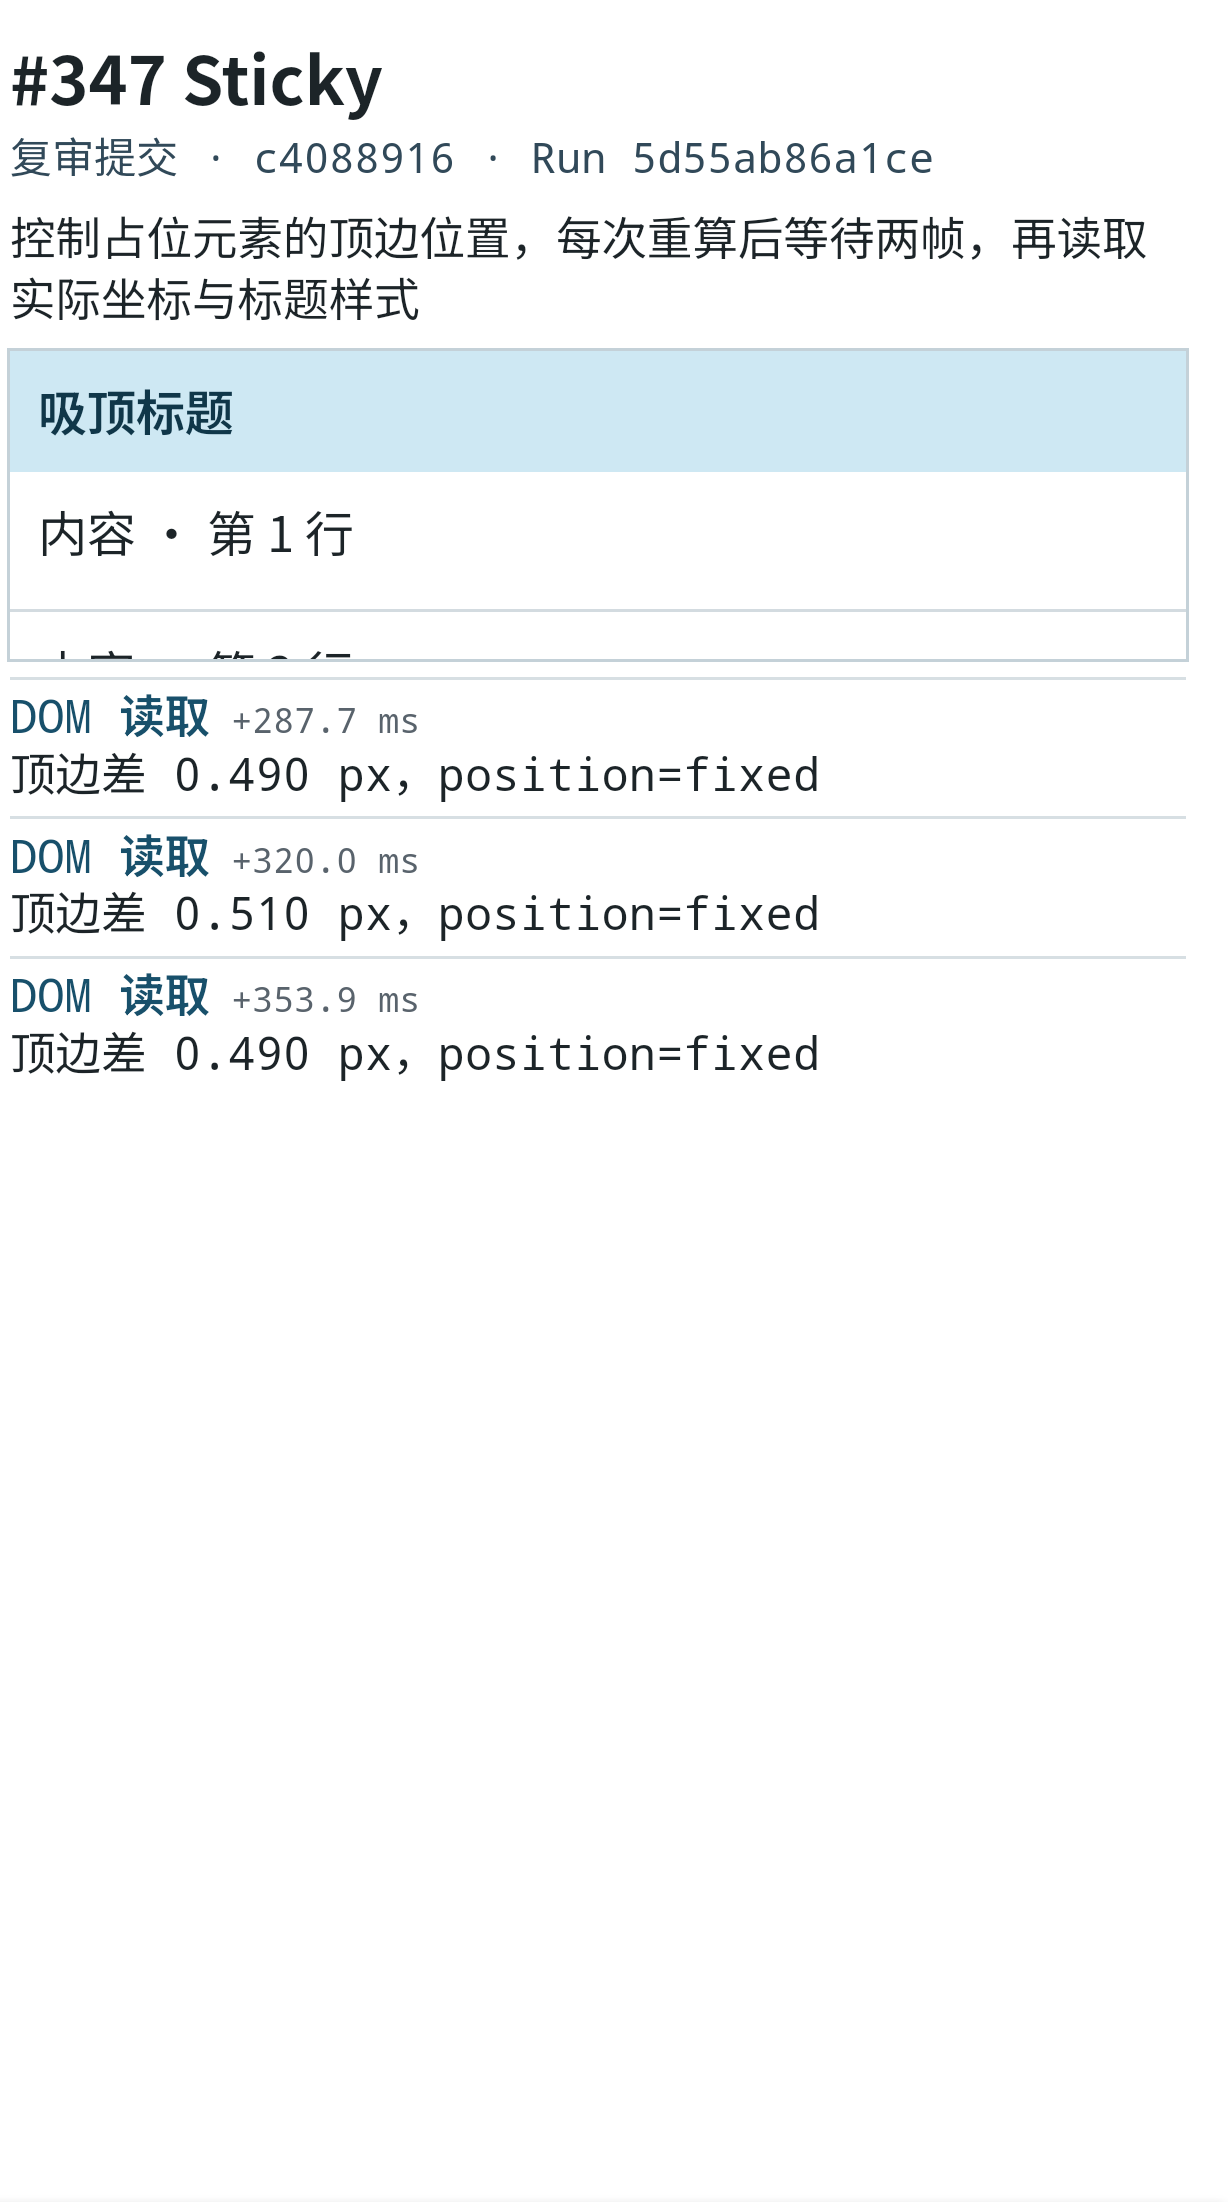 #347 Sticky
复审提交 · c4088916 · Run 5d55ab86a1ce
控制占位元素的顶边位置，每次重算后等待两帧，再读取
实际坐标与标题样式
吸顶标题
内容 · 第 1 行
DOM 读取 +287.7 ms
顶边差 0.490 px，position=fixed
DOM 读取 +320.0 ms
顶边差 0.510 px，position=fixed
DOM 读取 +353.9 ms
顶边差 0.490 px，position=fixed